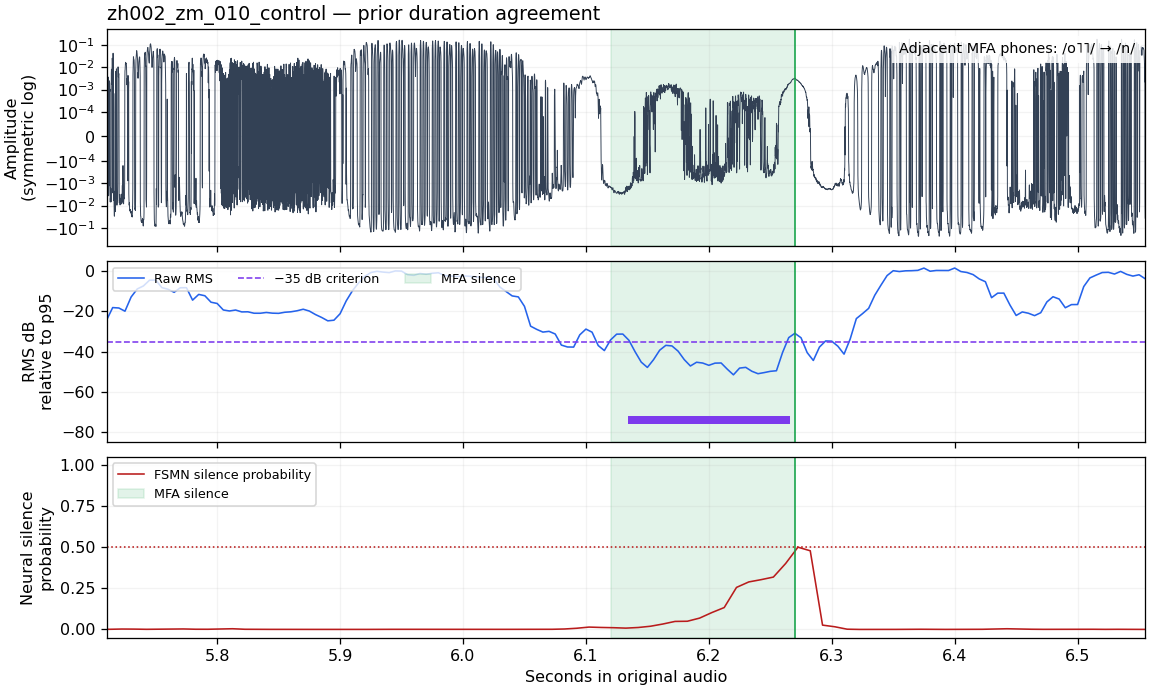 zh002_zm_010_control — prior duration agreement
Adjacent MFA phones: /o˥˥/ → /n/
Amplitude
(symmetric log)
10⁻¹
10⁻²
10⁻³
10⁻⁴
0
−10⁻⁴
−10⁻³
−10⁻²
−10⁻¹
Raw RMS
−35 dB criterion
MFA silence
RMS dB
relative to p95
0
−20
−40
−60
−80
FSMN silence probability
MFA silence
Neural silence
probability
1.00
0.75
0.50
0.25
0.00
5.8 5.9 6.0 6.1 6.2 6.3 6.4 6.5
Seconds in original audio